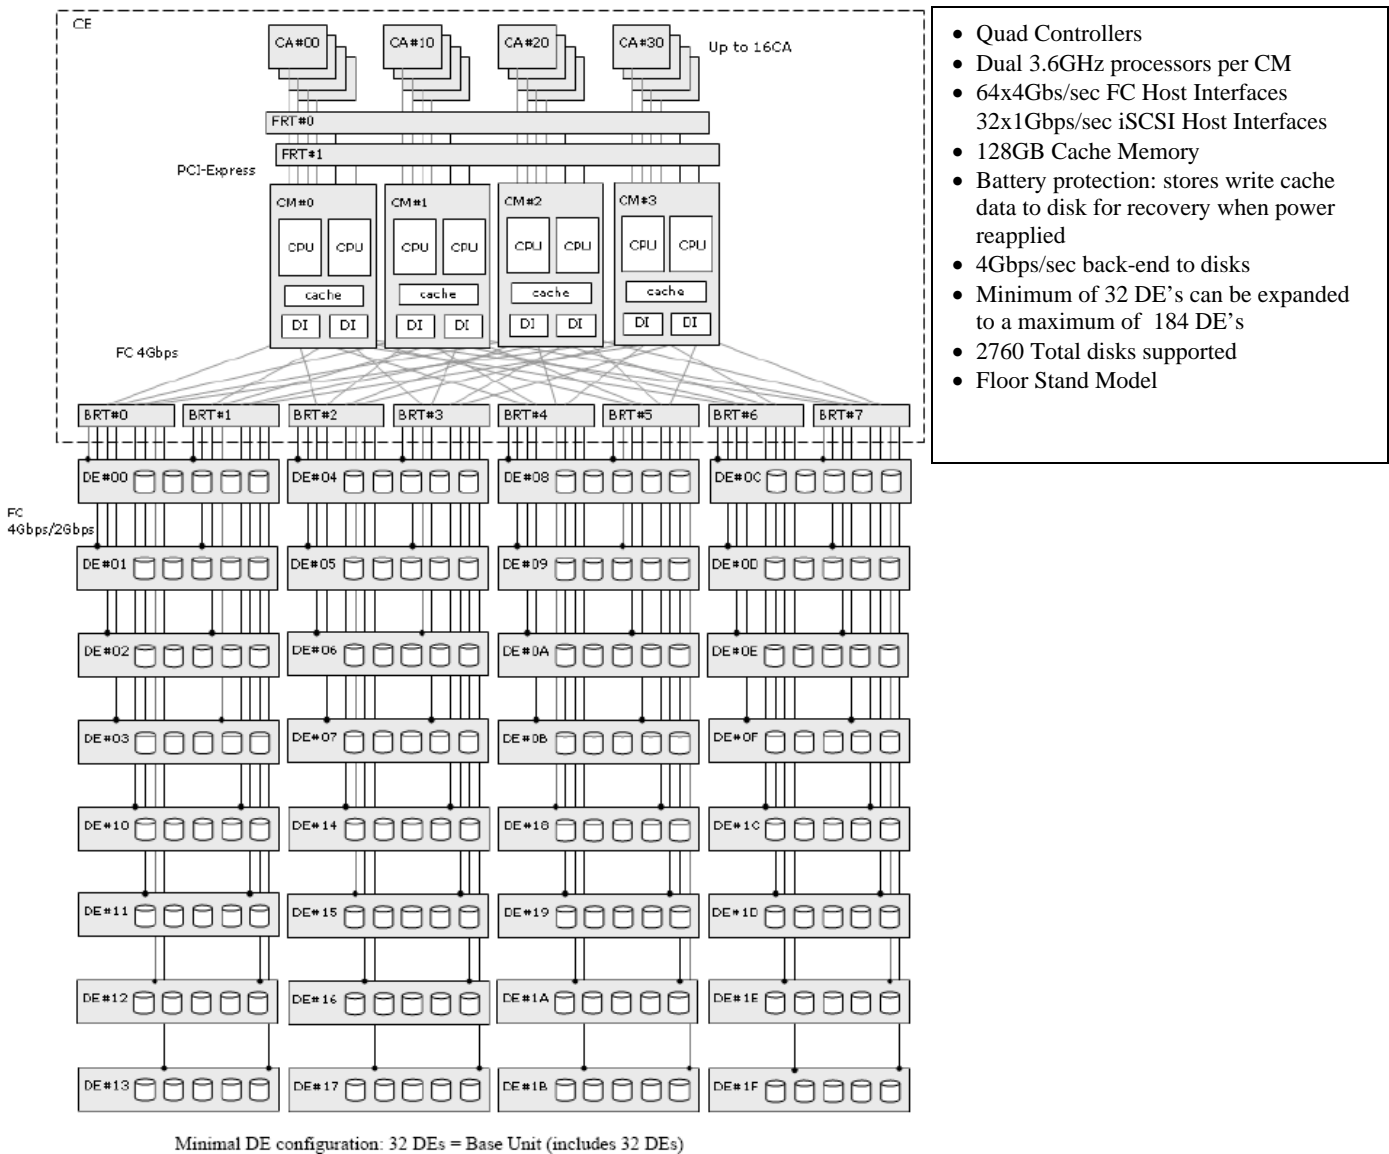 CE
CA#00
CA#10
CA#20
CA#30
Up to 16CA
FRT#0
FRT#1
PCI-Express
CM#0
CM#1
CM#2
CM#3
CPU CPU
CPU CPU
CPU CPU
CPU CPU
cache
cache
cache
cache
DI DI
DI DI
DI DI
DI DI
FC 4Gbps
BRT#0
BRT#1
BRT#2
BRT#3
BRT#4
BRT#5
BRT#6
BRT#7
DE#00
DE#04
DE#08
DE#0C
FC
4Gbps/2Gbps
DE#01
DE#05
DE#09
DE#0D
DE#02
DE#06
DE#0A
DE#0E
DE#03
DE#07
DE#0B
DE#0F
DE#10
DE#14
DE#18
DE#1C
DE#11
DE#15
DE#19
DE#1D
DE#12
DE#16
DE#1A
DE#1E
DE#13
DE#17
DE#1B
DE#1F
Minimal DE configuration: 32 DEs = Base Unit (includes 32 DEs)
• Quad Controllers
• Dual 3.6GHz processors per CM
• 64x4Gbs/sec FC Host Interfaces
32x1Gbps/sec iSCSI Host Interfaces
• 128GB Cache Memory
• Battery protection: stores write cache
data to disk for recovery when power
reapplied
• 4Gbps/sec back-end to disks
• Minimum of 32 DE's can be expanded
to a maximum of 184 DE's
• 2760 Total disks supported
• Floor Stand Model